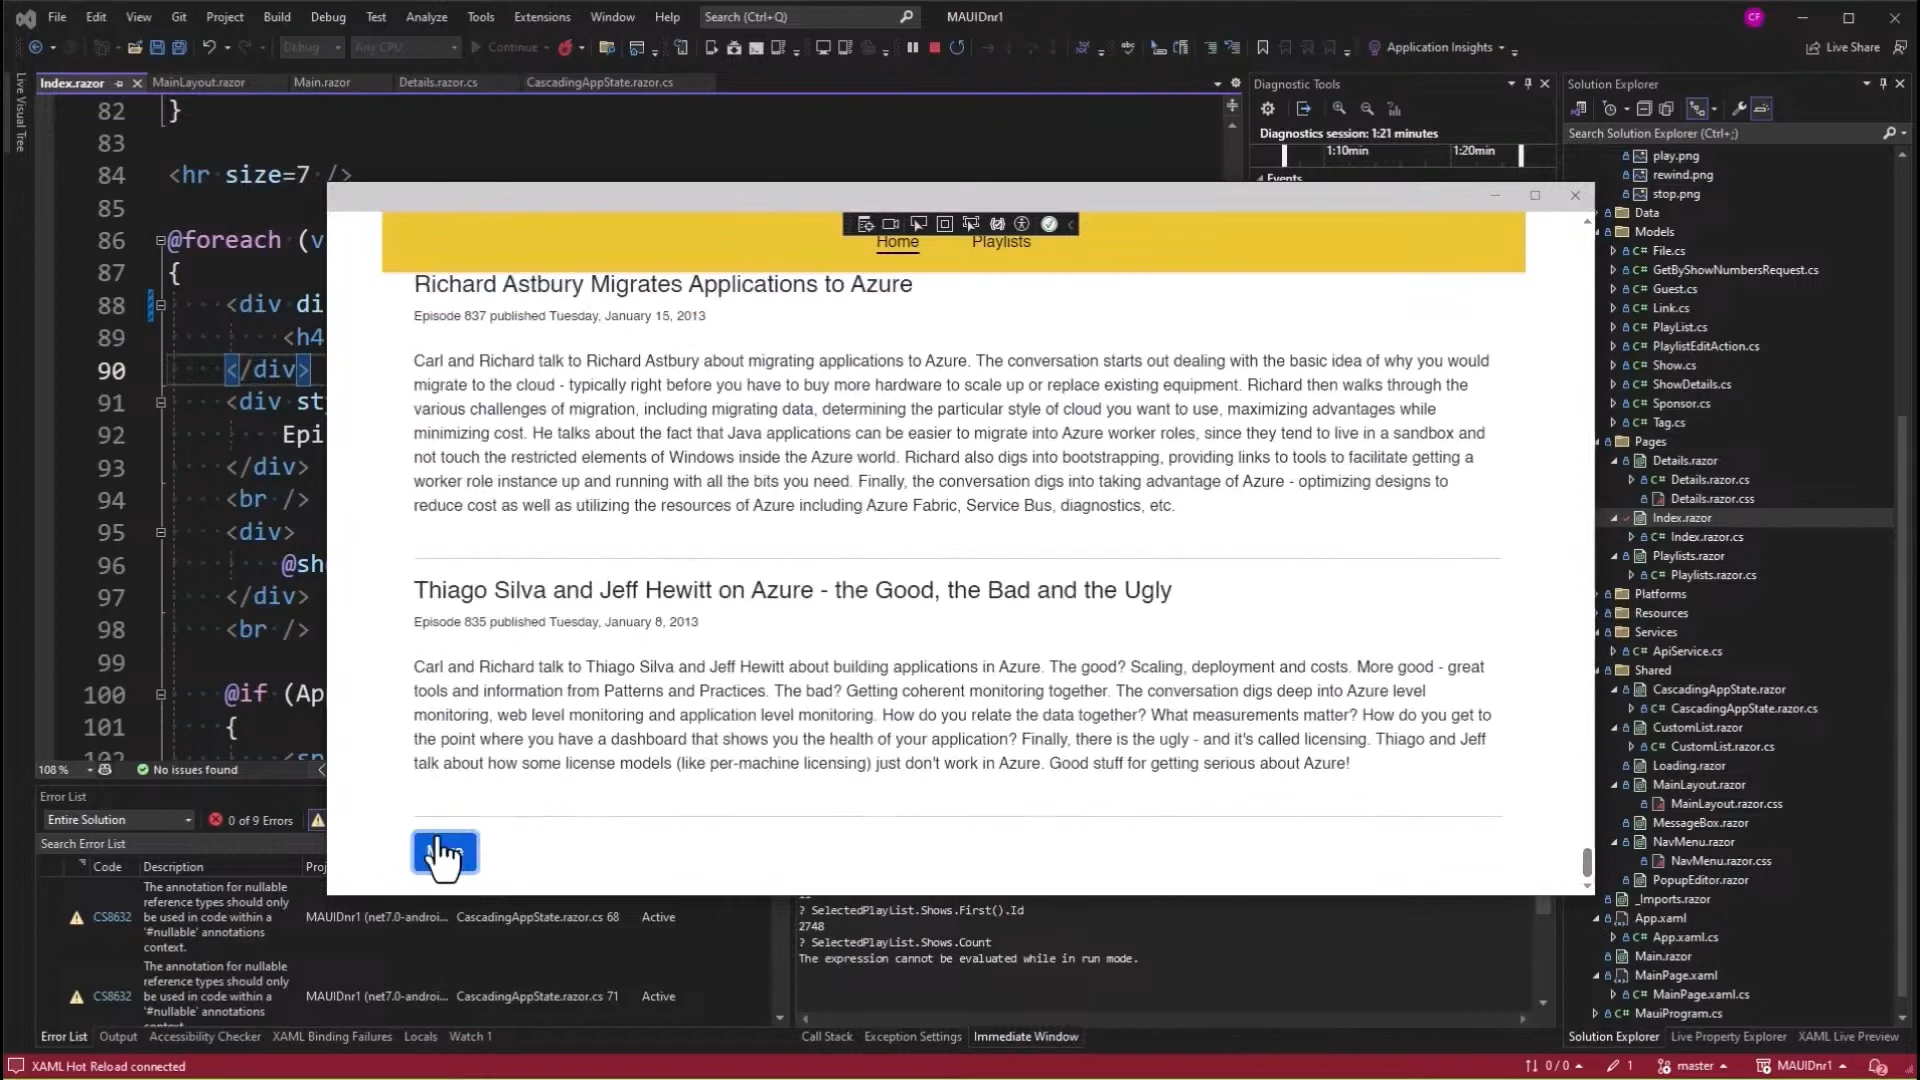 File Edit View Git Project Build Debug Test Analyze Tools Extensions Window Help Search (Ctrl+Q) MAUIDnr1 CF
Debug Any CPU Continue Application Insights Live Share
Live Visual Tree
Index.razor MainLayout.razor Main.razor Details.razor.cs CascadingAppState.razor.cs
82 }
83
84 <hr size=7 />
85
86 @foreach (v
87 {
88 <div di
89 <h4
90 </div>
91 <div st
92 Epi
93 </div>
94 <br />
95 <div>
96 @sh
97 </div>
98 <br />
99
100 @if (Ap
101 {
102 <sp
108 % No issues found
Home Playlists
Richard Astbury Migrates Applications to Azure
Episode 837 published Tuesday, January 15, 2013
Carl and Richard talk to Richard Astbury about migrating applications to Azure. The conversation starts out dealing with the basic idea of why you would
migrate to the cloud - typically right before you have to buy more hardware to scale up or replace existing equipment. Richard then walks through the
various challenges of migration, including migrating data, determining the particular style of cloud you want to use, maximizing advantages while
minimizing cost. He talks about the fact that Java applications can be easier to migrate into Azure worker roles, since they tend to live in a sandbox and
not touch the restricted elements of Windows inside the Azure world. Richard also digs into bootstrapping, providing links to tools to facilitate getting a
worker role instance up and running with all the bits you need. Finally, the conversation digs into taking advantage of Azure - optimizing designs to
reduce cost as well as utilizing the resources of Azure including Azure Fabric, Service Bus, diagnostics, etc.
Thiago Silva and Jeff Hewitt on Azure - the Good, the Bad and the Ugly
Episode 835 published Tuesday, January 8, 2013
Carl and Richard talk to Thiago Silva and Jeff Hewitt about building applications in Azure. The good? Scaling, deployment and costs. More good - great
tools and information from Patterns and Practices. The bad? Getting coherent monitoring together. The conversation digs deep into Azure level
monitoring, web level monitoring and application level monitoring. How do you relate the data together? What measurements matter? How do you get to
the point where you have a dashboard that shows you the health of your application? Finally, there is the ugly - and it's called licensing. Thiago and Jeff
talk about how some license models (like per-machine licensing) just don't work in Azure. Good stuff for getting serious about Azure!
Diagnostic Tools
Diagnostics session: 1:21 minutes
1:10min 1:20min
Events
Solution Explorer
Search Solution Explorer (Ctrl+;)
play.png
rewind.png
stop.png
Data
Models
File.cs
GetByShowNumbersRequest.cs
Guest.cs
Link.cs
PlayList.cs
PlaylistEditAction.cs
Show.cs
ShowDetails.cs
Sponsor.cs
Tag.cs
Pages
Details.razor
Details.razor.cs
Details.razor.css
Index.razor
Index.razor.cs
Playlists.razor
Playlists.razor.cs
Platforms
Resources
Services
ApiService.cs
Shared
CascadingAppState.razor
CascadingAppState.razor.cs
CustomList.razor
CustomList.razor.cs
Loading.razor
MainLayout.razor
MainLayout.razor.css
MessageBox.razor
NavMenu.razor
NavMenu.razor.css
PopupEditor.razor
_Imports.razor
App.xaml
App.xaml.cs
Main.razor
MainPage.xaml
MainPage.xaml.cs
MauiProgram.cs
Error List
Entire Solution 0 of 9 Errors
Search Error List
Code Description
CS8632 The annotation for nullable reference types should only be used in code within a '#nullable' annotations context. MAUIDnr1 (net7.0-androi... CascadingAppState.razor.cs 68 Active
CS8632 The annotation for nullable reference types should only be used in code within a '#nullable' annotations MAUIDnr1 (net7.0-androi... CascadingAppState.razor.cs 71 Active
? SelectedPlayList.Shows.First().Id
2748
? SelectedPlayList.Shows.Count
The expression cannot be evaluated while in run mode.
Error List Output Accessibility Checker XAML Binding Failures Locals Watch 1
Call Stack Exception Settings Immediate Window
Solution Explorer Live Property Explorer XAML Live Preview
XAML Hot Reload connected 0 / 0 1 master MAUIDnr1 2